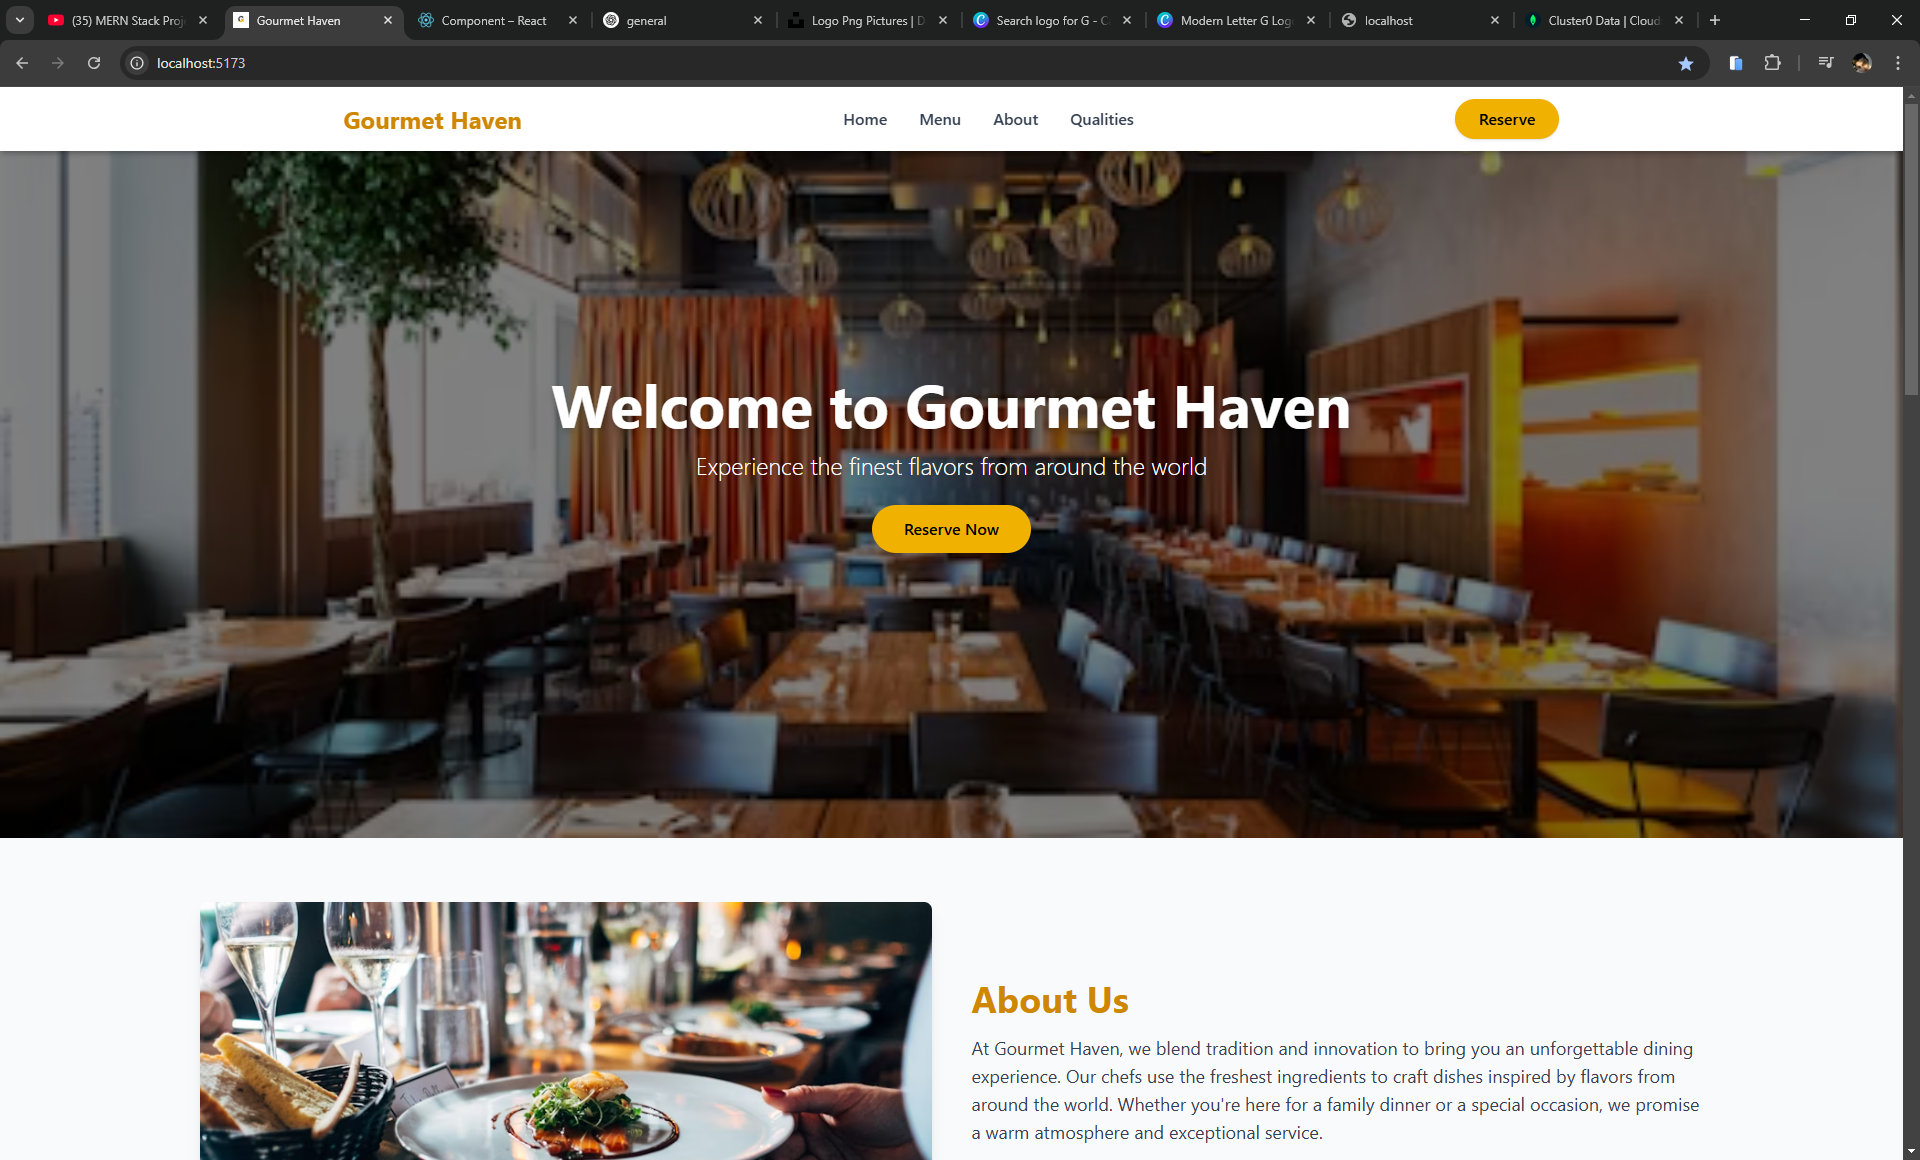 (35) MERN Stack Proj
Gourmet Haven
Component – React
general
Logo Png Pictures | D
Search logo for G - C
Modern Letter G Log
localhost
Cluster0 Data | Cloud
localhost:5173
Gourmet Haven
Home
Menu
About
Qualities
Reserve
Welcome to Gourmet Haven
Experience the finest flavors from around the world
Reserve Now
About Us
At Gourmet Haven, we blend tradition and innovation to bring you an unforgettable dining
experience. Our chefs use the freshest ingredients to craft dishes inspired by flavors from
around the world. Whether you're here for a family dinner or a special occasion, we promise
a warm atmosphere and exceptional service.